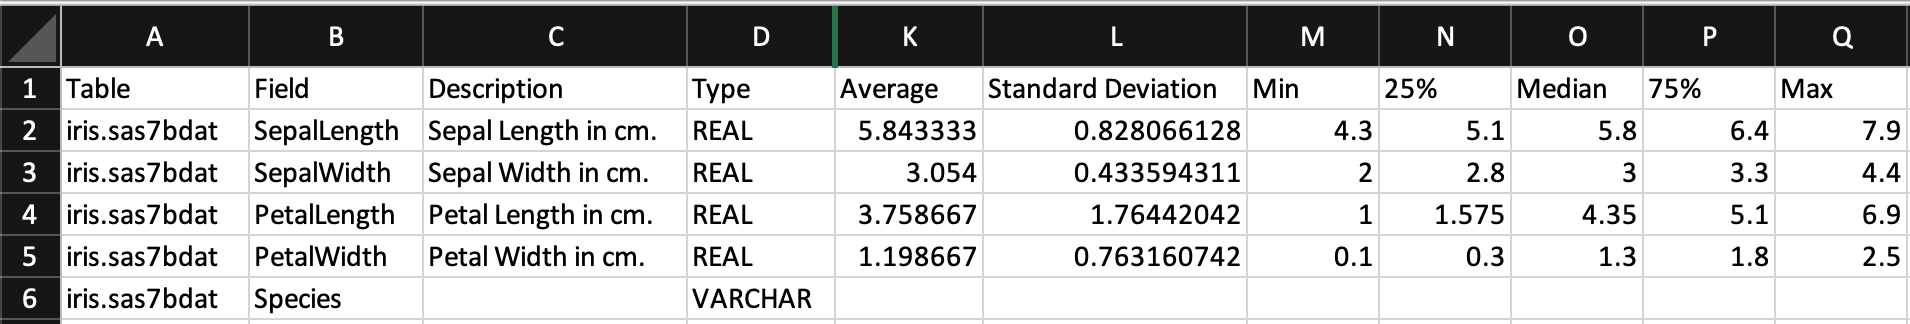 A B C D K L M N O P Q
1 Table Field Description Type Average Standard Deviation Min 25% Median 75% Max
2 iris.sas7bdat SepalLength Sepal Length in cm. REAL 5.843333 0.828066128 4.3 5.1 5.8 6.4 7.9
3 iris.sas7bdat SepalWidth Sepal Width in cm. REAL 3.054 0.433594311 2 2.8 3 3.3 4.4
4 iris.sas7bdat PetalLength Petal Length in cm. REAL 3.758667 1.76442042 1 1.575 4.35 5.1 6.9
5 iris.sas7bdat PetalWidth Petal Width in cm. REAL 1.198667 0.763160742 0.1 0.3 1.3 1.8 2.5
6 iris.sas7bdat Species VARCHAR